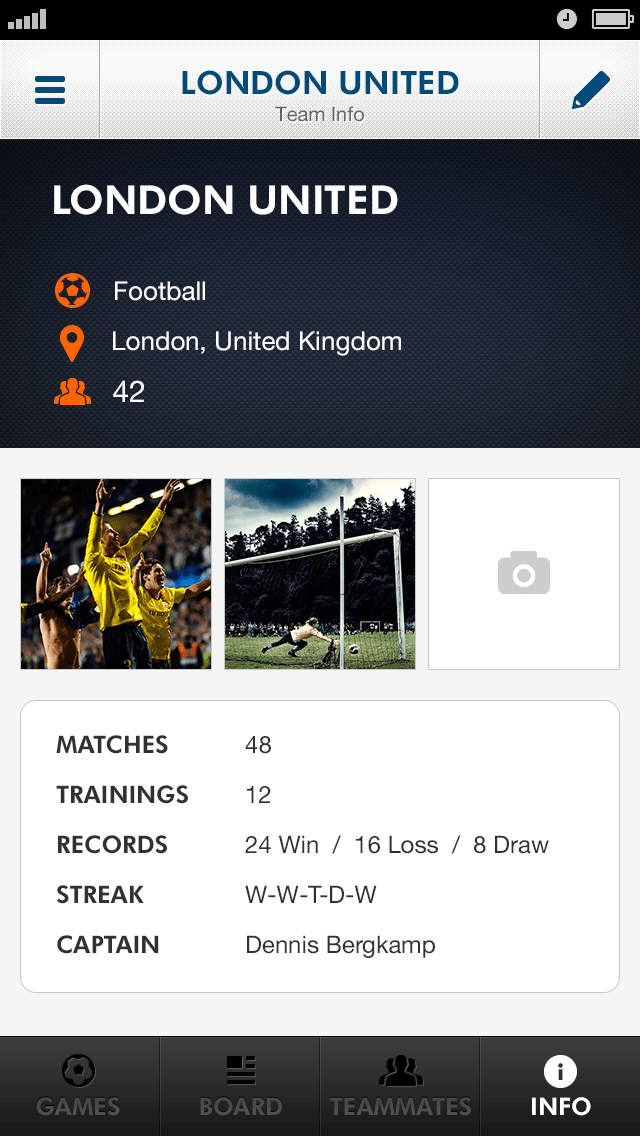 LONDON UNITED
Team Info
LONDON UNITED
Football
London, United Kingdom
42
MATCHES 48
TRAININGS 12
RECORDS 24 Win / 16 Loss / 8 Draw
STREAK W-W-T-D-W
CAPTAIN Dennis Bergkamp
GAMES BOARD TEAMMATES INFO